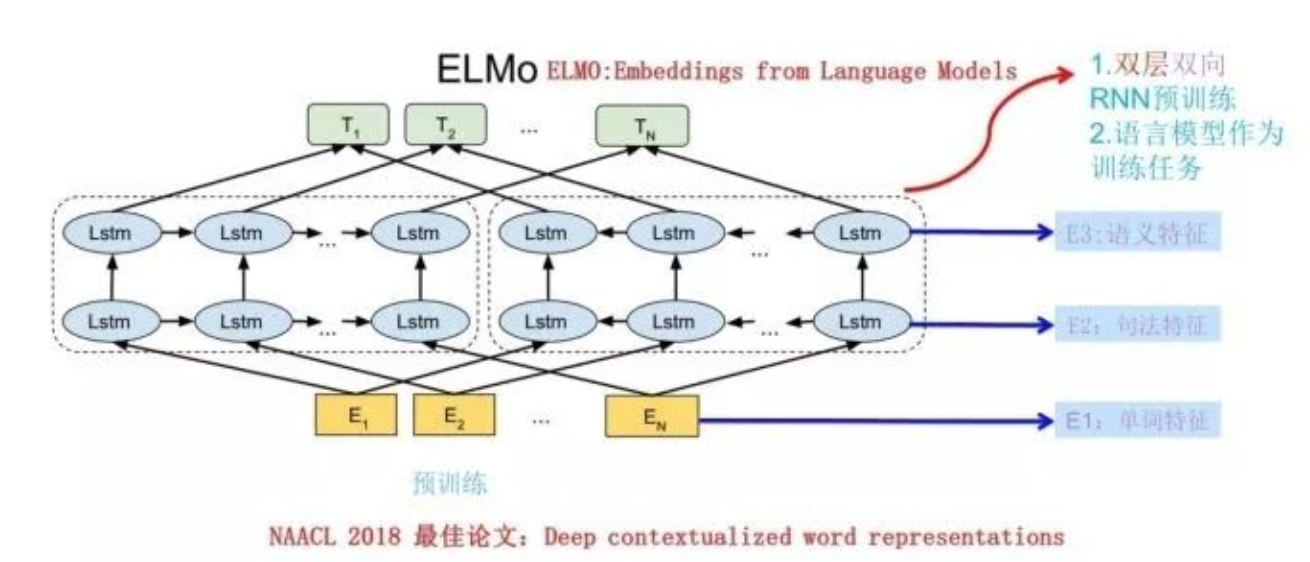 ELMo ELMO:Embeddings from Language Models
1.双层双向
RNN预训练
2.语言模型作为
训练任务
T1 T2 ... TN
Lstm Lstm ... Lstm Lstm Lstm ... Lstm
E3:语义特征
Lstm Lstm ... Lstm Lstm Lstm ... Lstm
E2：句法特征
E1 E2 ... EN
E1：单词特征
预训练
NAACL 2018 最佳论文：Deep contextualized word representations